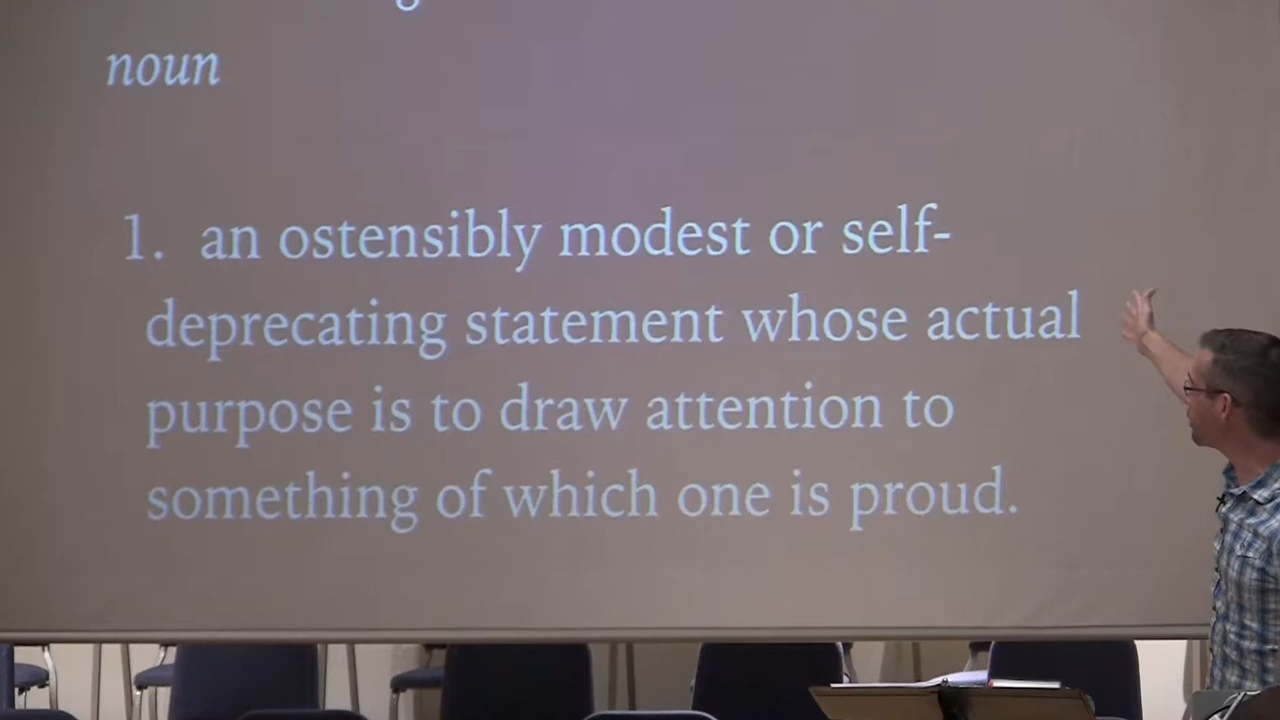 noun
1. an ostensibly modest or self-
deprecating statement whose actual
purpose is to draw attention to
something of which one is proud.